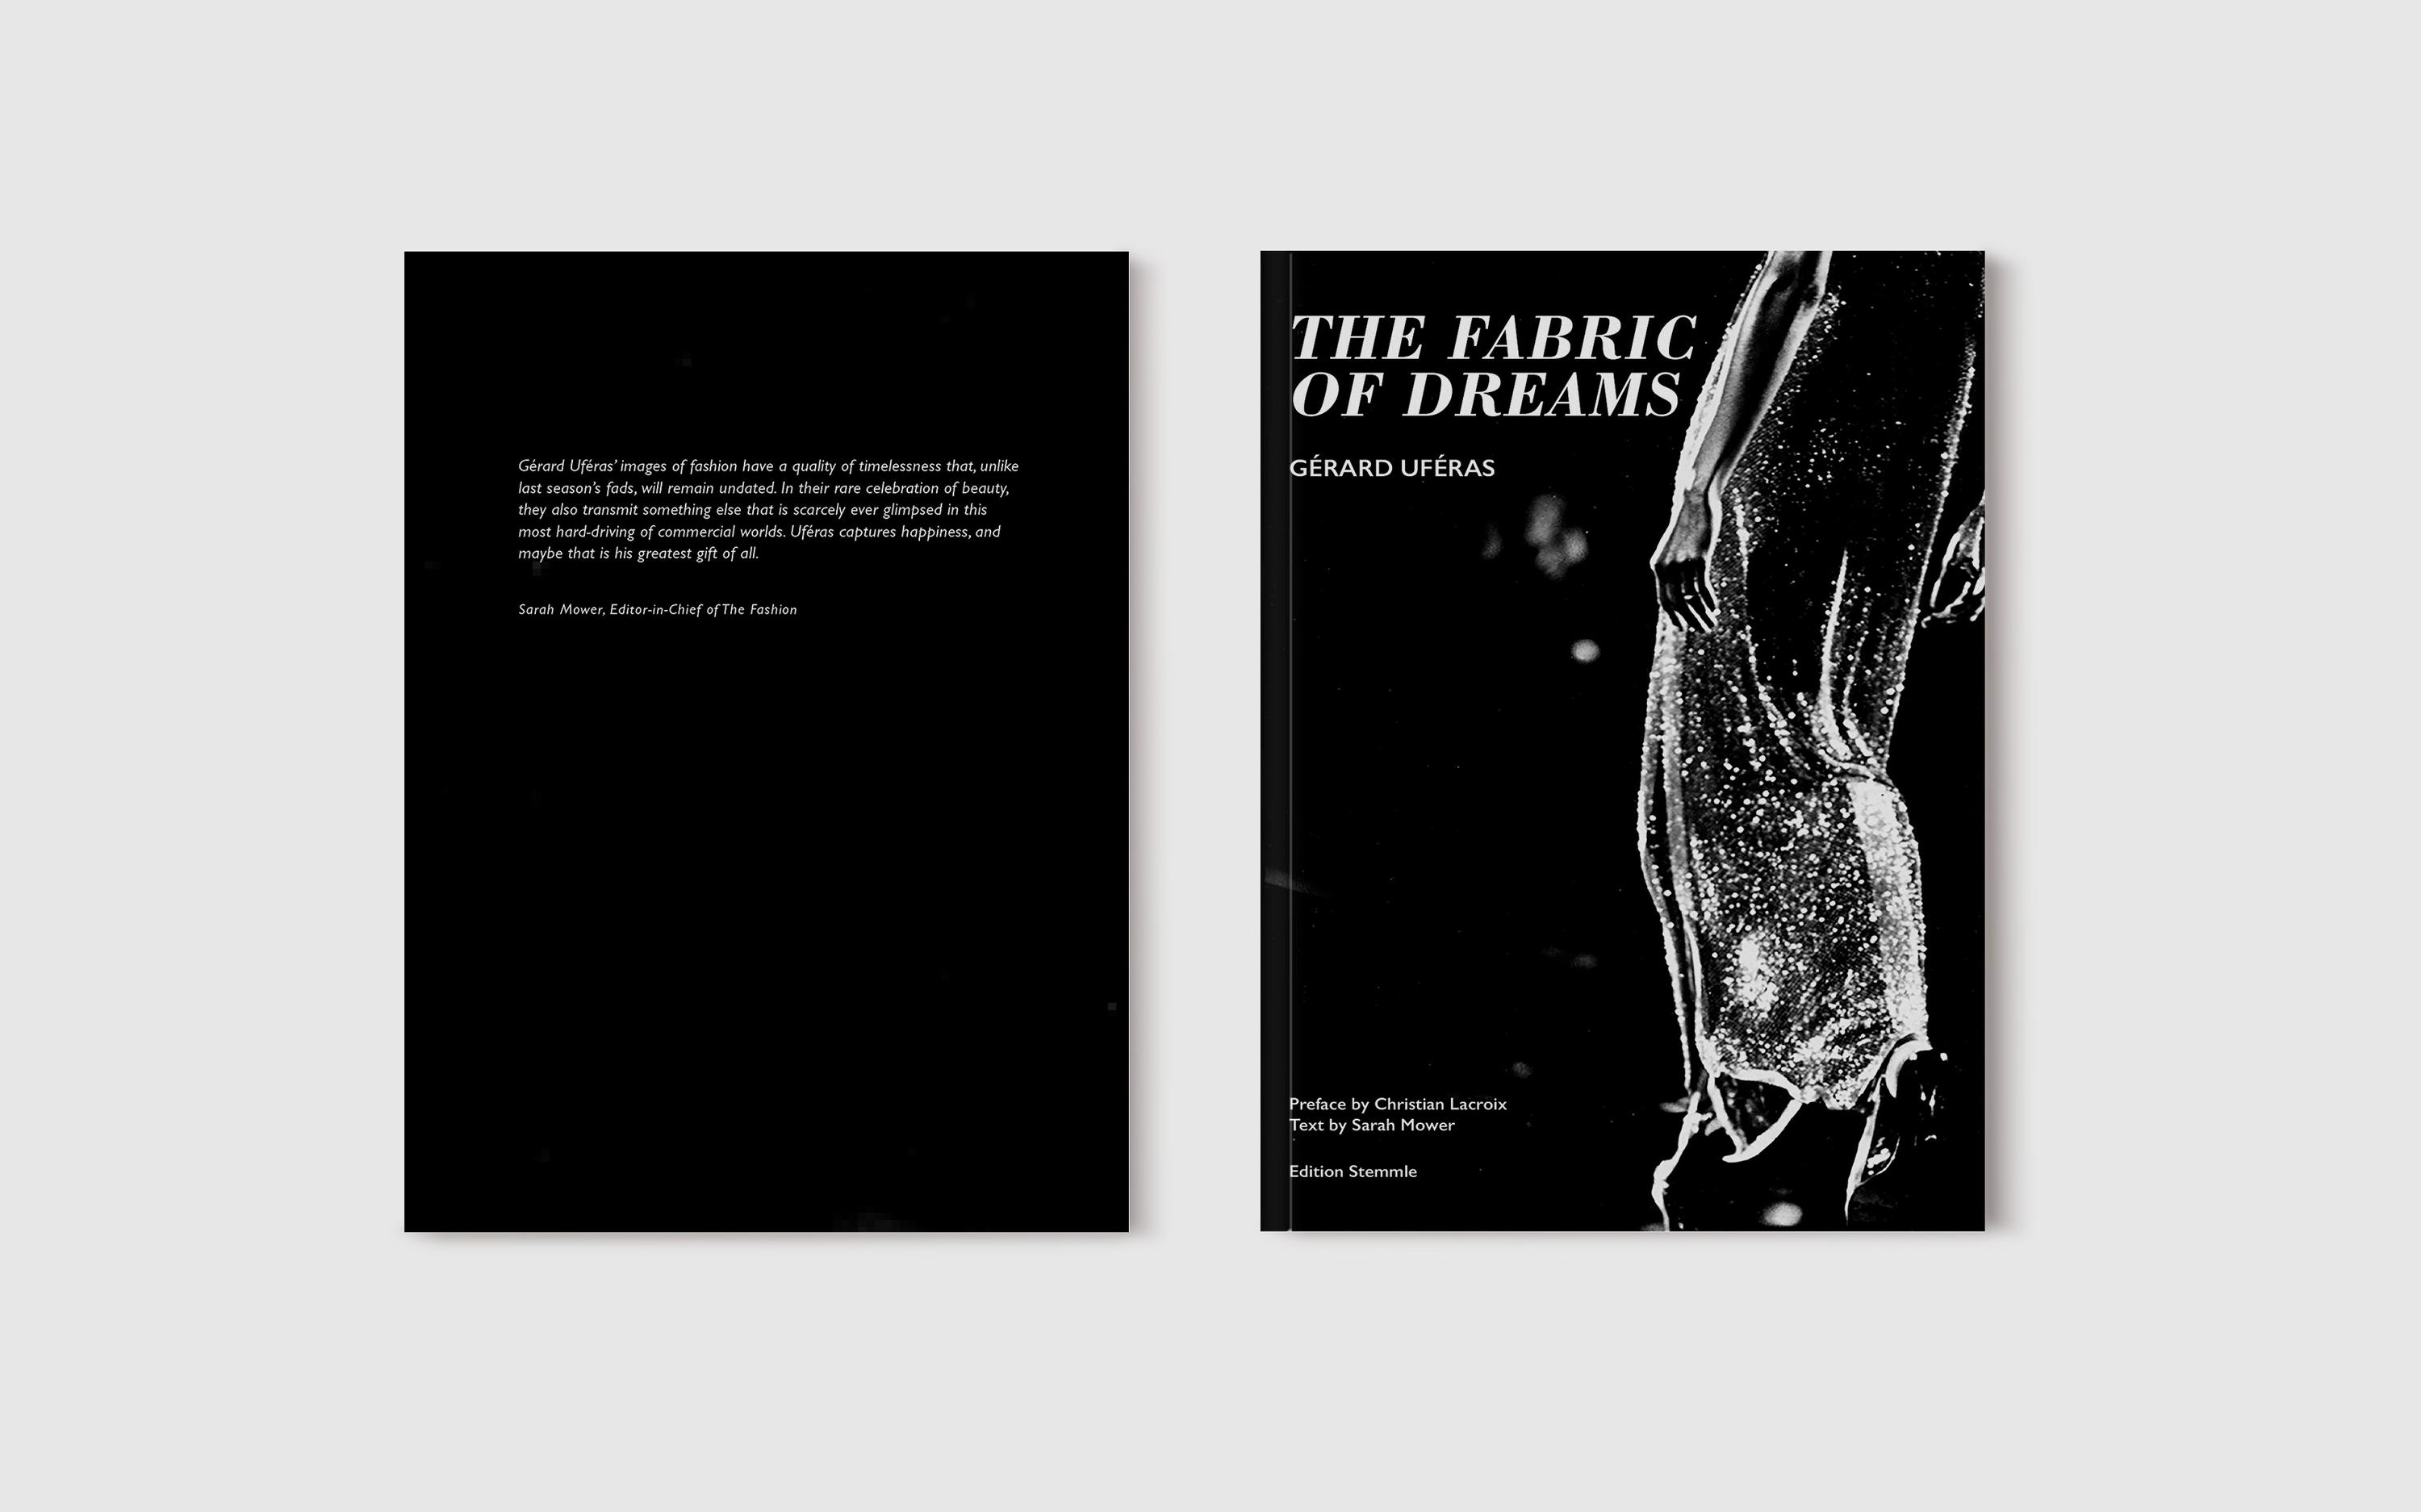 Gérard Uféras’ images of fashion have a quality of timelessness that, unlike
last season’s fads, will remain undated. In their rare celebration of beauty,
they also transmit something else that is scarcely ever glimpsed in this
most hard-driving of commercial worlds. Uféras captures happiness, and
maybe that is his greatest gift of all.
Sarah Mower, Editor-in-Chief of The Fashion
THE FABRIC
OF DREAMS
GÉRARD UFÉRAS
Preface by Christian Lacroix
Text by Sarah Mower
Edition Stemmle